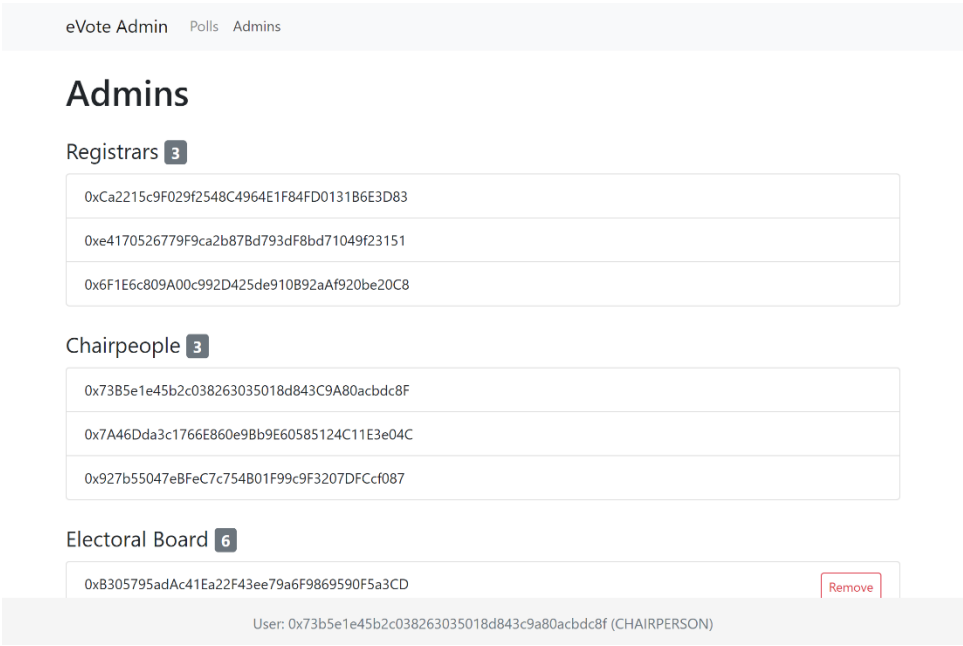 eVote Admin Polls Admins
Admins
Registrars 3
0xCa2215c9F029f2548C4964E1F84FD0131B6E3D83
0xe4170526779F9ca2b87Bd793dF8bd71049f23151
0x6F1E6c809A00c992D425de910B92aAf920be20C8
Chairpeople 3
0x73B5e1e45b2c038263035018d843C9A80acbdc8F
0x7A46Dda3c1766E860e9Bb9E60585124C11E3e04C
0x927b55047eBFeC7c754B01F99c9F3207DFCcf087
Electoral Board 6
0xB305795adAc41Ea22F43ee79a6F9869590F5a3CD Remove
User: 0x73b5e1e45b2c038263035018d843c9a80acbdc8f (CHAIRPERSON)